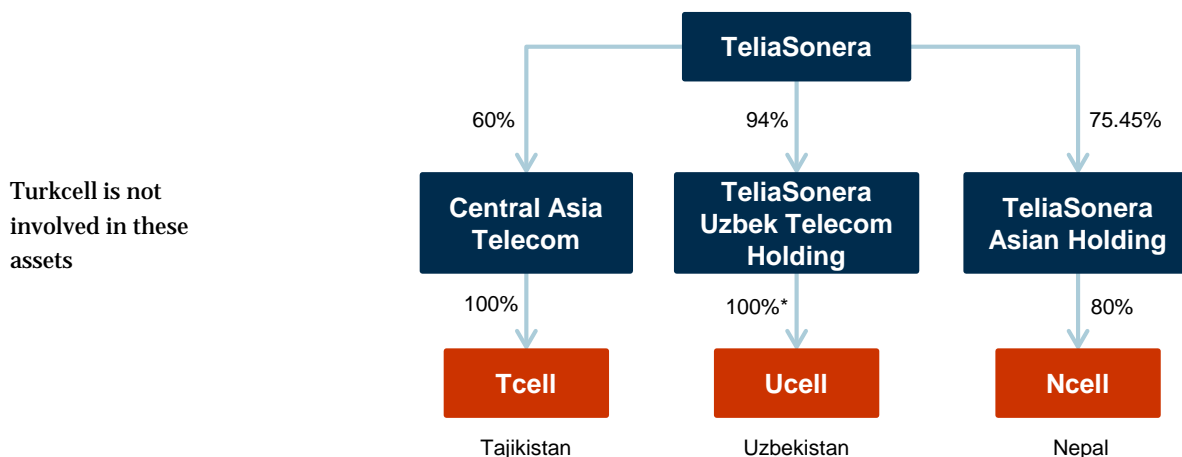 TeliaSonera
60%
94%
75.45%
Turkcell is not
involved in these
assets
Central Asia
Telecom
TeliaSonera
Uzbek Telecom
Holding
TeliaSonera
Asian Holding
100%
100%*
80%
Tcell
Ucell
Ncell
Tajikistan
Uzbekistan
Nepal